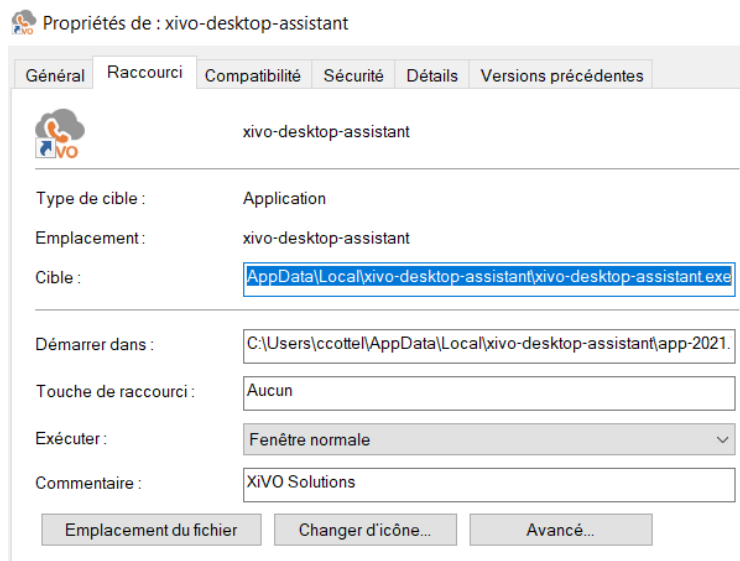 Propriétés de : xivo-desktop-assistant
Général Raccourci Compatibilité Sécurité Détails Versions précédentes
VO xivo-desktop-assistant
Type de cible : Application
Emplacement : xivo-desktop-assistant
Cible : AppData\Local\xivo-desktop-assistant\xivo-desktop-assistant.exe
Démarrer dans : C:\Users\ccottel\AppData\Local\xivo-desktop-assistant\app-2021.
Touche de raccourci : Aucun
Exécuter : Fenêtre normale
Commentaire : XiVO Solutions
Emplacement du fichier Changer d'icône... Avancé...